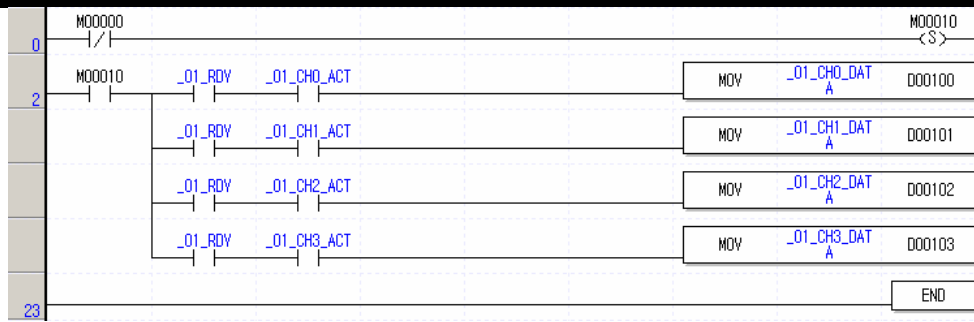 M00000 M00010
0 (S)
M00010 _01_RDY _01_CH0_ACT MOV _01_CH0_DAT D00100
A
2
_01_RDY _01_CH1_ACT MOV _01_CH1_DAT D00101
A
_01_RDY _01_CH2_ACT MOV _01_CH2_DAT D00102
A
_01_RDY _01_CH3_ACT MOV _01_CH3_DAT D00103
A
END
23